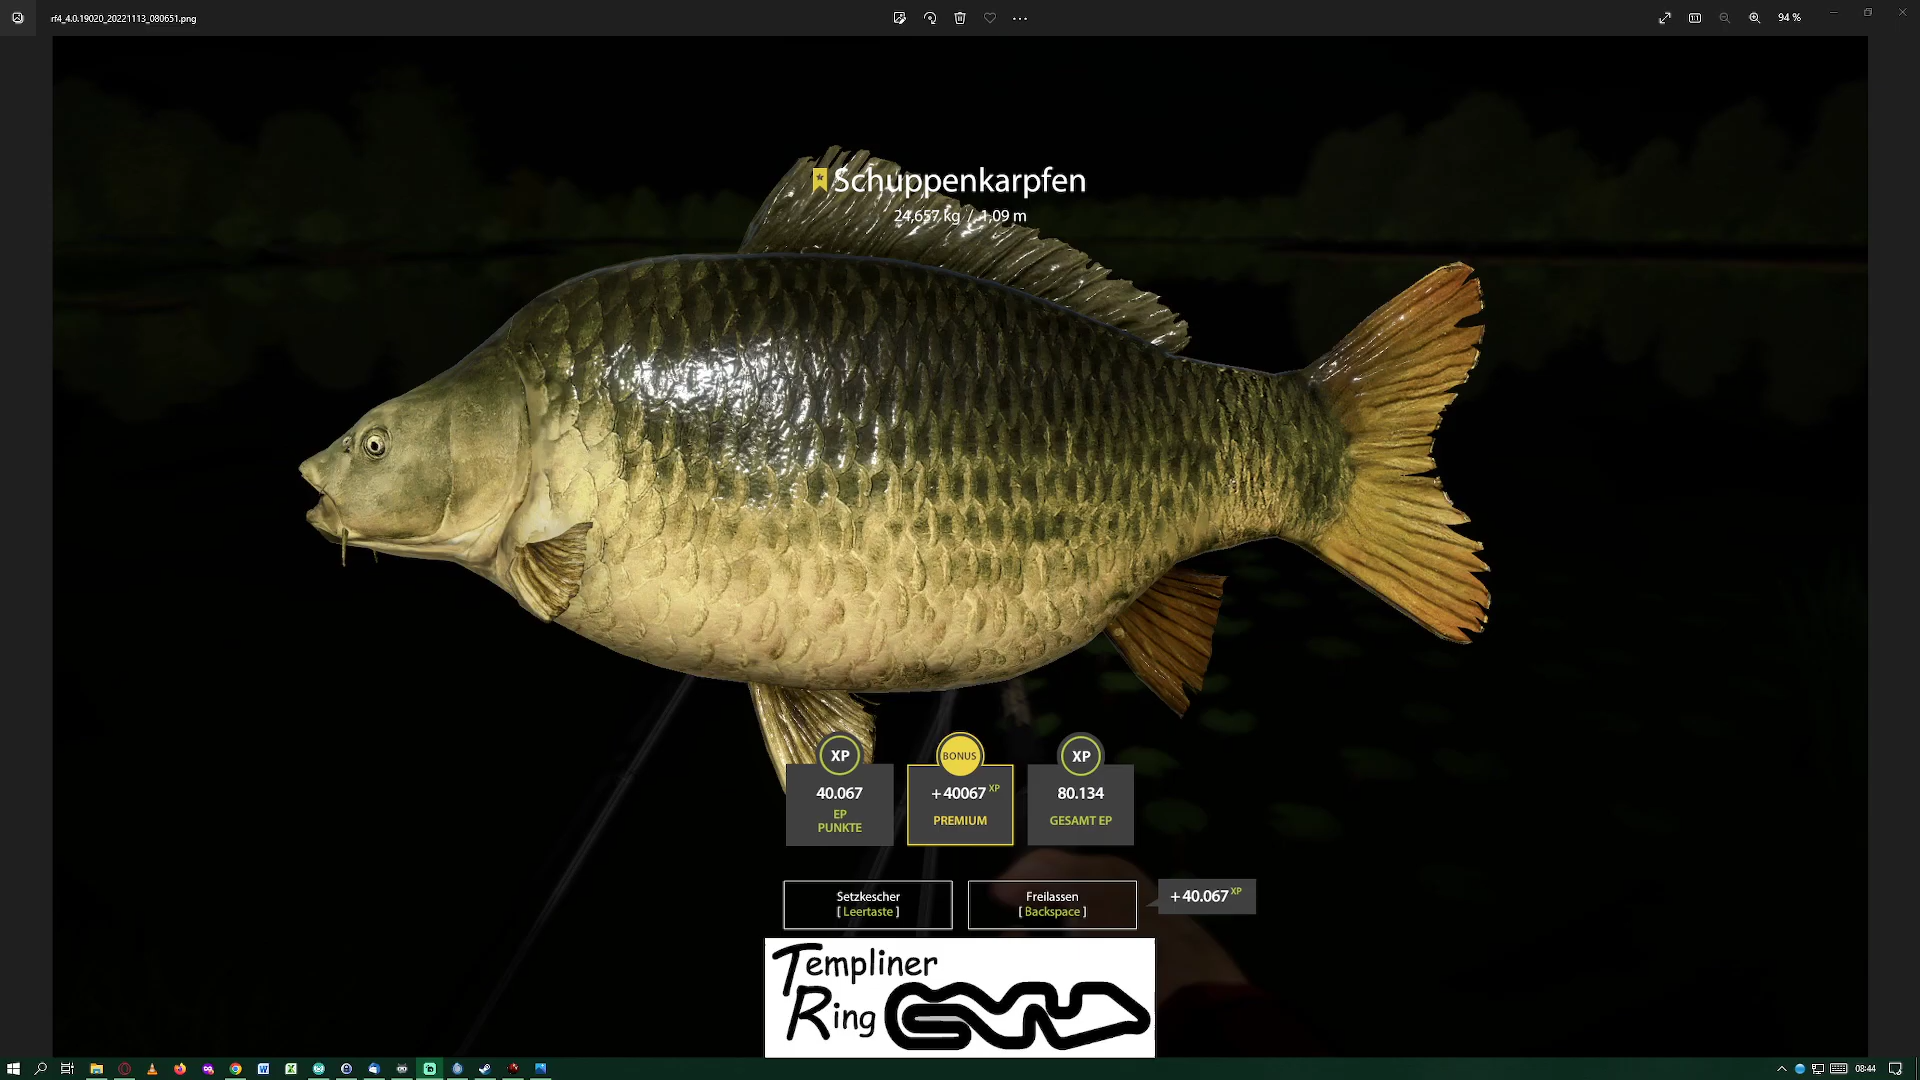 rf4_4.0.19020_20221113_080651.png
94 %
Schuppenkarpfen
24,657 kg / 1,09 m
XP
BONUS
XP
40.067
EP
PUNKTE
+40067 XP
PREMIUM
80.134
GESAMT EP
Setzkescher
[ Leertaste ]
Freilassen
[ Backspace ]
+40.067 XP
Templiner
Ring
08:44